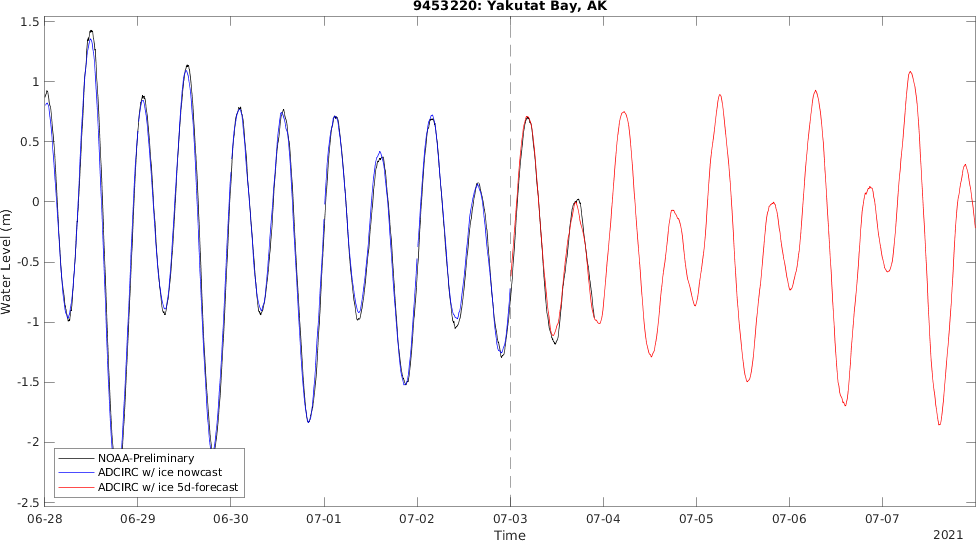 9453220: Yakutat Bay, AK
1.5
1
0.5
0
-0.5
-1
-1.5
-2
-2.5
Water Level (m)
NOAA-Preliminary
ADCIRC w/ ice nowcast
ADCIRC w/ ice 5d-forecast
06-28 06-29 06-30 07-01 07-02 07-03 07-04 07-05 07-06 07-07
Time
2021